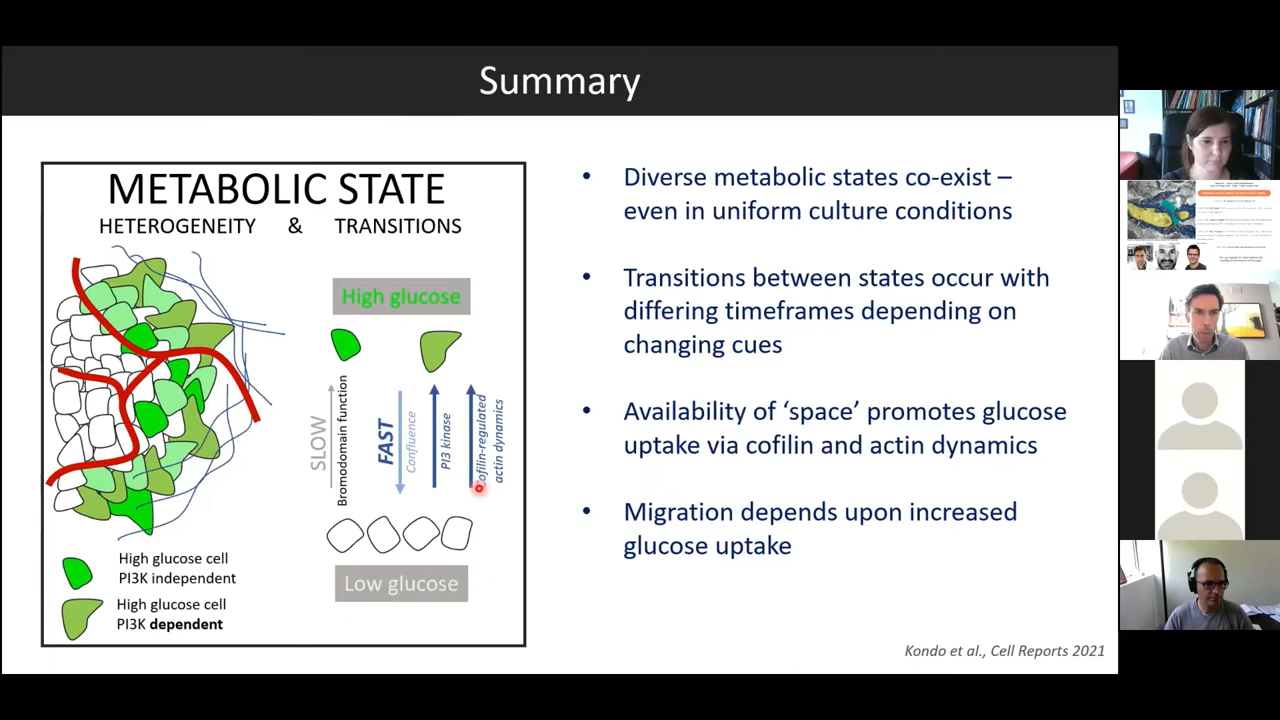 Summary
METABOLIC STATE
HETEROGENEITY & TRANSITIONS
High glucose
SLOW
Bromodomain function
FAST
Confluence
PI3 kinase
Cofilin-regulated
actin dynamics
Low glucose
High glucose cell
PI3K independent
High glucose cell
PI3K dependent
• Diverse metabolic states co-exist –
even in uniform culture conditions
• Transitions between states occur with
differing timeframes depending on
changing cues
• Availability of ‘space’ promotes glucose
uptake via cofilin and actin dynamics
• Migration depends upon increased
glucose uptake
Kondo et al., Cell Reports 2021